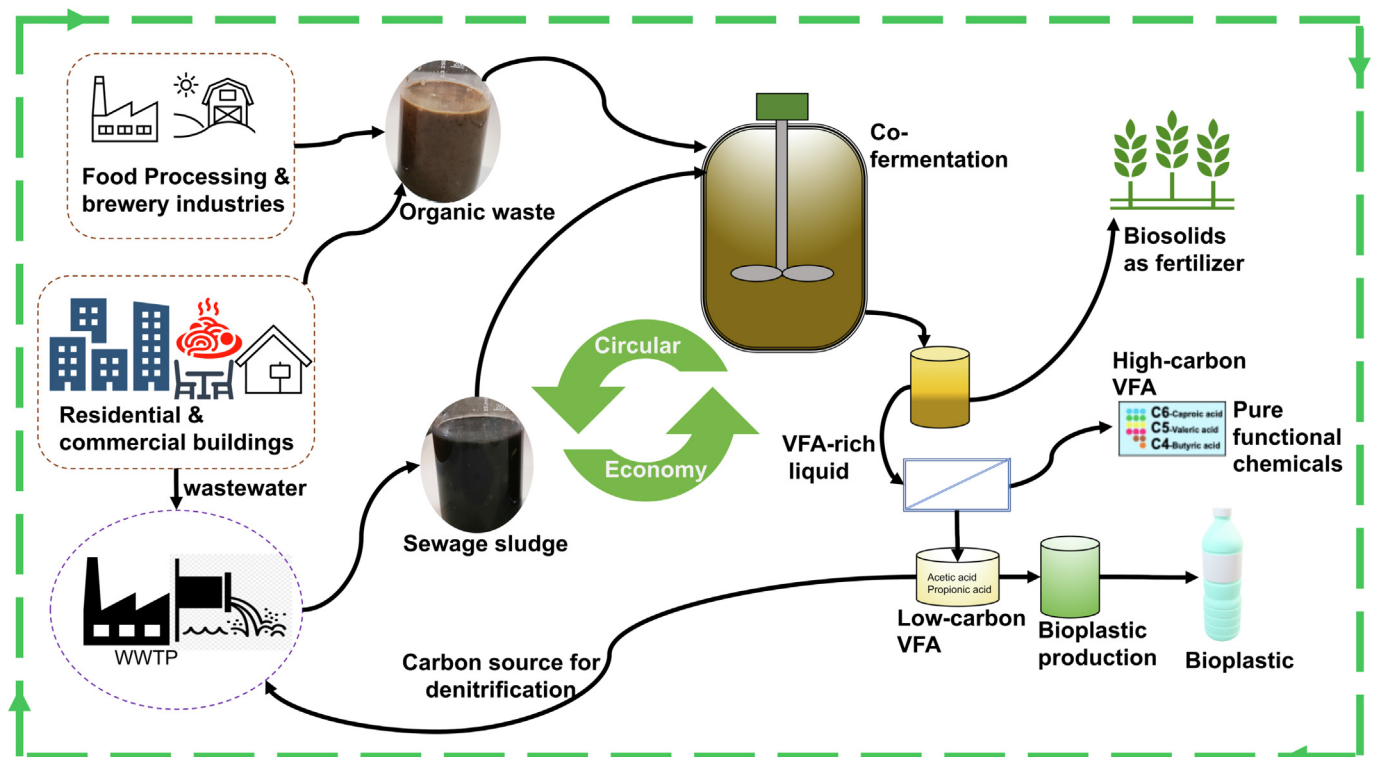 Food Processing &
brewery industries
Organic waste
Co-
fermentation
Biosolids
as fertilizer
Residential &
commercial buildings
wastewater
Circular
Economy
Sewage sludge
WWTP
VFA-rich
liquid
High-carbon
VFA
C6-Caproic acid
C5-Valeric acid
C4-Butyric acid
Pure
functional
chemicals
Acetic acid
Propionic acid
Low-carbon
VFA
Bioplastic
production
Bioplastic
Carbon source for
denitrification